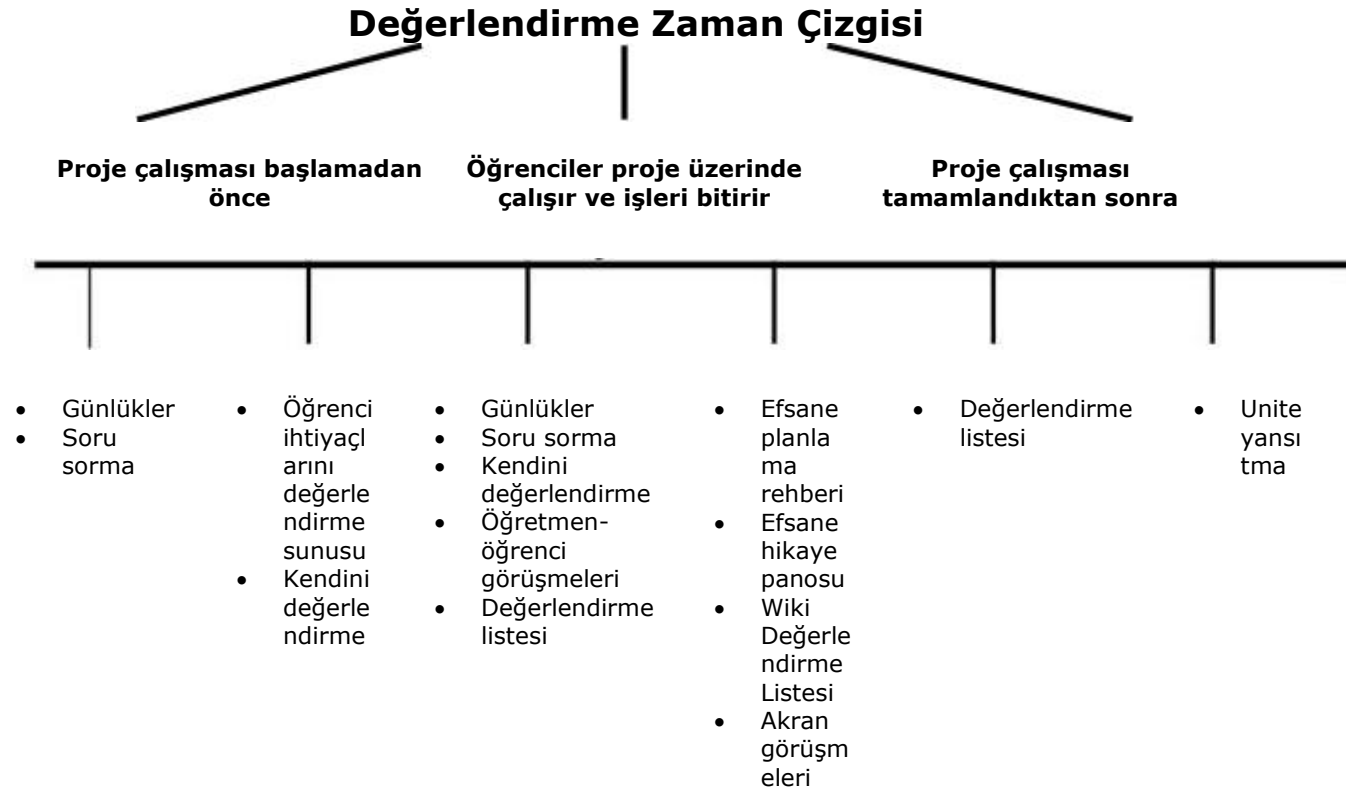 Değerlendirme Zaman Çizgisi
Proje çalışması başlamadan
önce
Öğrenciler proje üzerinde
çalışır ve işleri bitirir
Proje çalışması
tamamlandıktan sonra
• Günlükler
• Soru
sorma
• Öğrenci
ihtiyaçl
arını
değerle
ndirme
sunusu
• Kendini
değerle
ndirme
• Günlükler
• Soru sorma
• Kendini
değerlendirme
• Öğretmen-
öğrenci
görüşmeleri
• Değerlendirme
listesi
• Efsane
planla
ma
rehberi
• Efsane
hikaye
panosu
• Wiki
Değerle
ndirme
Listesi
• Akran
görüşm
eleri
• Değerlendirme
listesi
• Unite
yansı
tma